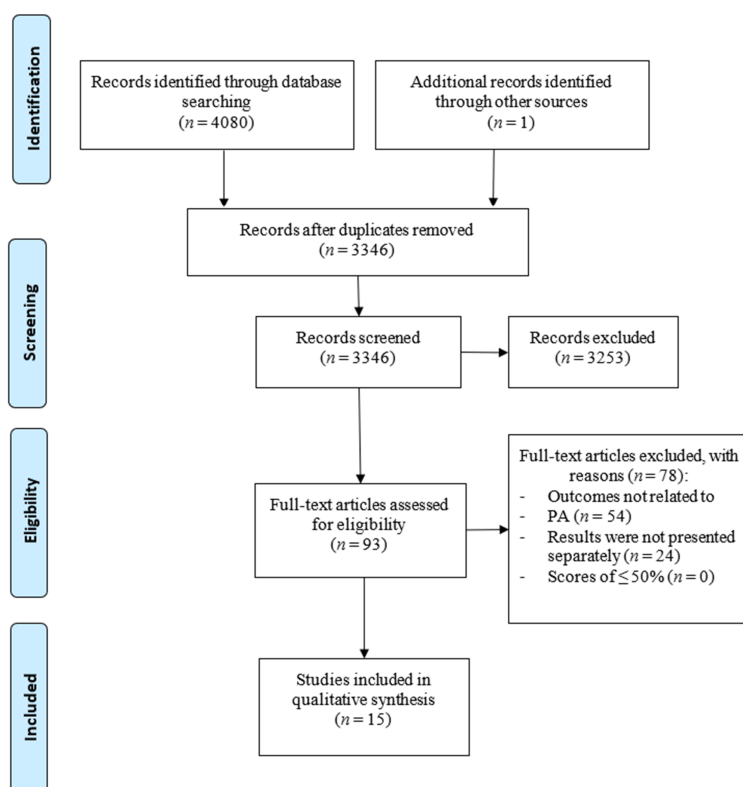 Identification
Records identified through database
searching
(n = 4080)
Additional records identified
through other sources
(n = 1)
Records after duplicates removed
(n = 3346)
Screening
Records screened
(n = 3346)
Records excluded
(n = 3253)
Eligibility
Full-text articles assessed
for eligibility
(n = 93)
Full-text articles excluded, with
reasons (n = 78):
- Outcomes not related to
- PA (n = 54)
- Results were not presented
separately (n = 24)
- Scores of ≤ 50% (n = 0)
Included
Studies included in
qualitative synthesis
(n = 15)